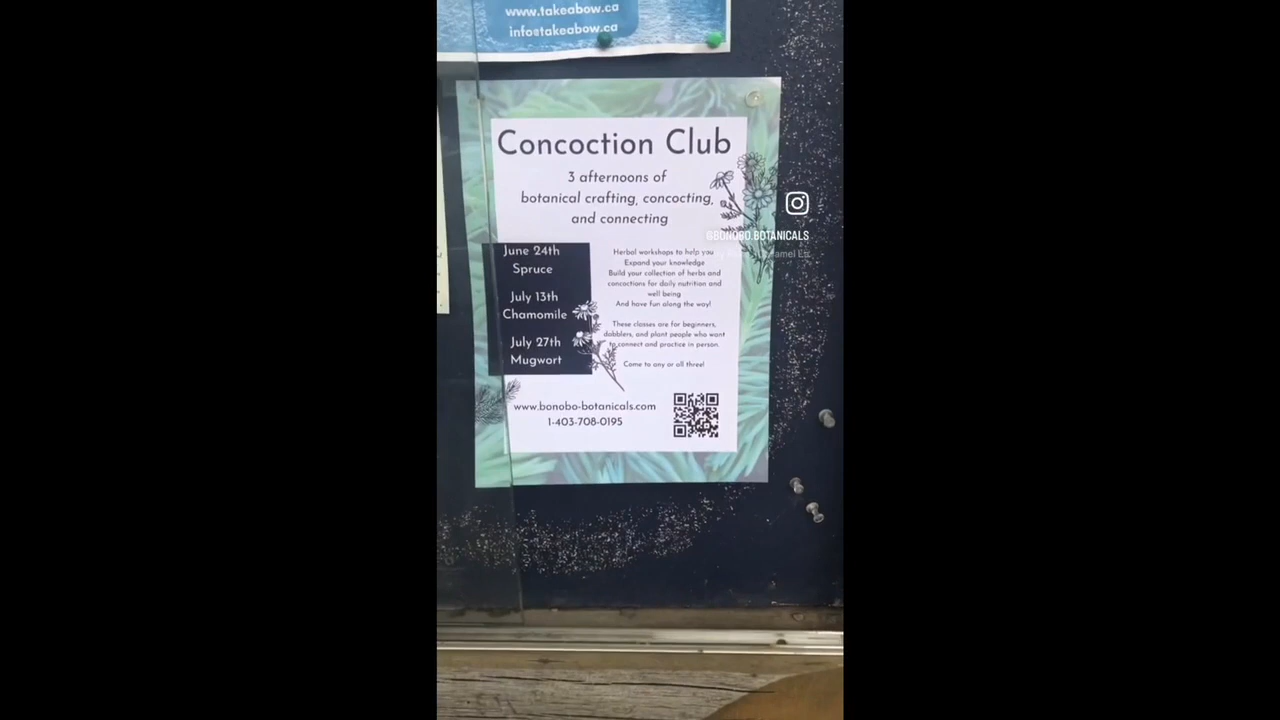 www.takeabow.ca
info@takeabow.ca
Concoction Club
3 afternoons of
botanical crafting, concocting,
and connecting
June 24th
Spruce
July 13th
Chamomile
July 27th
Mugwort
Herbal workshops to help you
Expand your knowledge
Build your collection of herbs and
concoctions for daily nutrition and
well being
And have fun along the way!
These classes are for beginners,
dabblers, and plant people who want
to connect and practice in person.
Come to any or all three!
www.bonobo-botanicals.com
1-403-708-0195
@BONOBO.BOTANICALS